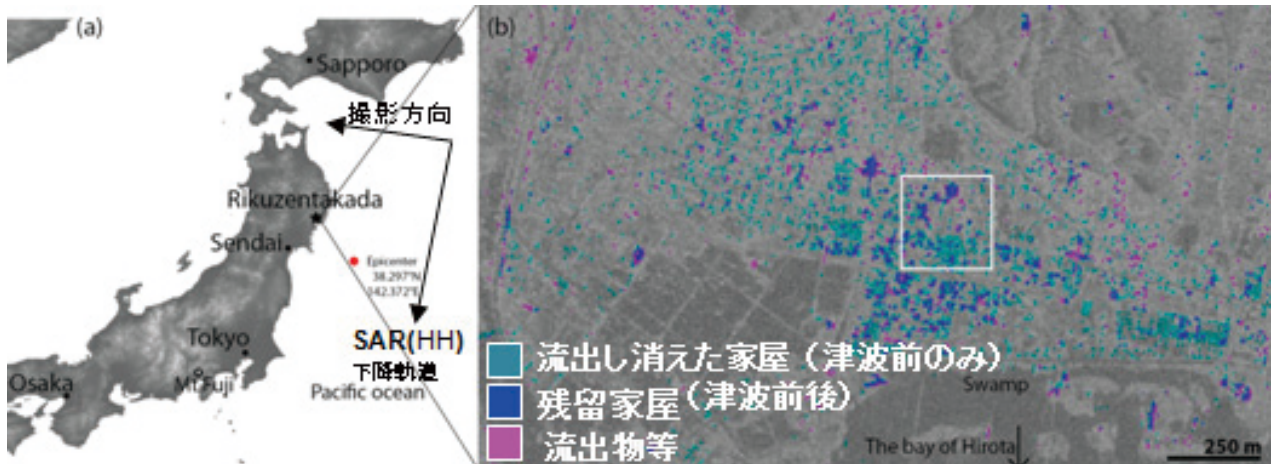 (a)
Sapporo
撮影方向
Rikuzentakada
Sendai
Epicenter
38.297°N
142.372°E
Tokyo
SAR(HH)
下降軌道
Osaka
Mt Fuji
Pacific ocean
(b)
流出し消えた家屋（津波前のみ）
残留家屋(津波前後)
流出物等
Swamp
The bay of Hirota
250 m